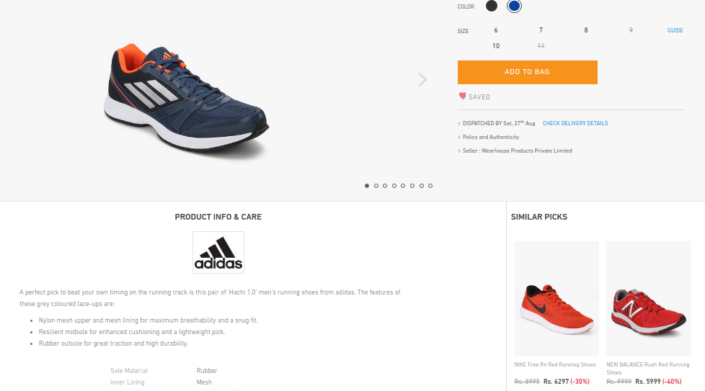 COLOR
SIZE 6 7 8 9 GUIDE
10 11
ADD TO BAG
SAVED
DISPATCHED BY Sat, 27th Aug CHECK DELIVERY DETAILS
Policy and Authenticity
Seller : Wearhouse Products Private Limited
PRODUCT INFO & CARE
adidas
A perfect pick to beat your own timing on the running track is this pair of 'Hachi 1.0' men's running shoes from adidas. The features of
these grey coloured lace-ups are:
Nylon mesh upper and mesh lining for maximum breathability and a snug fit.
Resilient midsole for enhanced cushioning and a lightweight pick.
Rubber outsole for great traction and high durability.
Sole Material Rubber
Inner Lining Mesh
SIMILAR PICKS
NIKE Free Rn Red Running Shoes
Rs. 8995 Rs. 6297 (-30%)
NEW BALANCE Rush Red Running
Shoes
Rs. 9999 Rs. 5999 (-40%)